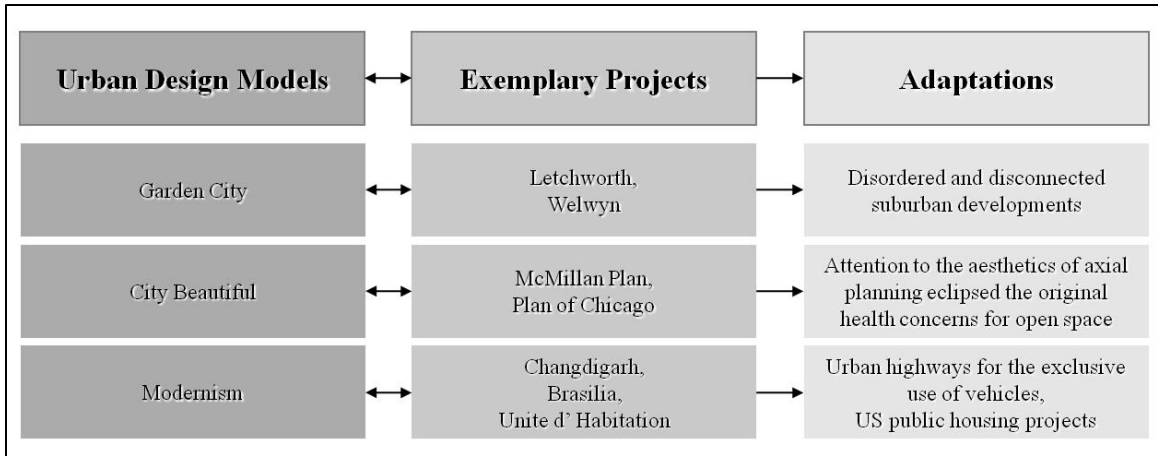 Urban Design Models
Exemplary Projects
Adaptations
Garden City
Letchworth,
Welwyn
Disordered and disconnected
suburban developments
City Beautiful
McMillan Plan,
Plan of Chicago
Attention to the aesthetics of axial
planning eclipsed the original
health concerns for open space
Modernism
Changdigarh,
Brasilia,
Unite d’ Habitation
Urban highways for the exclusive
use of vehicles,
US public housing projects